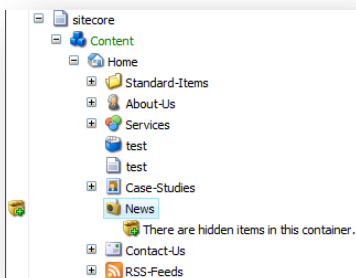 sitecore
Content
Home
Standard-Items
About-Us
Services
test
test
Case-Studies
News
There are hidden items in this container.
Contact-Us
RSS-Feeds